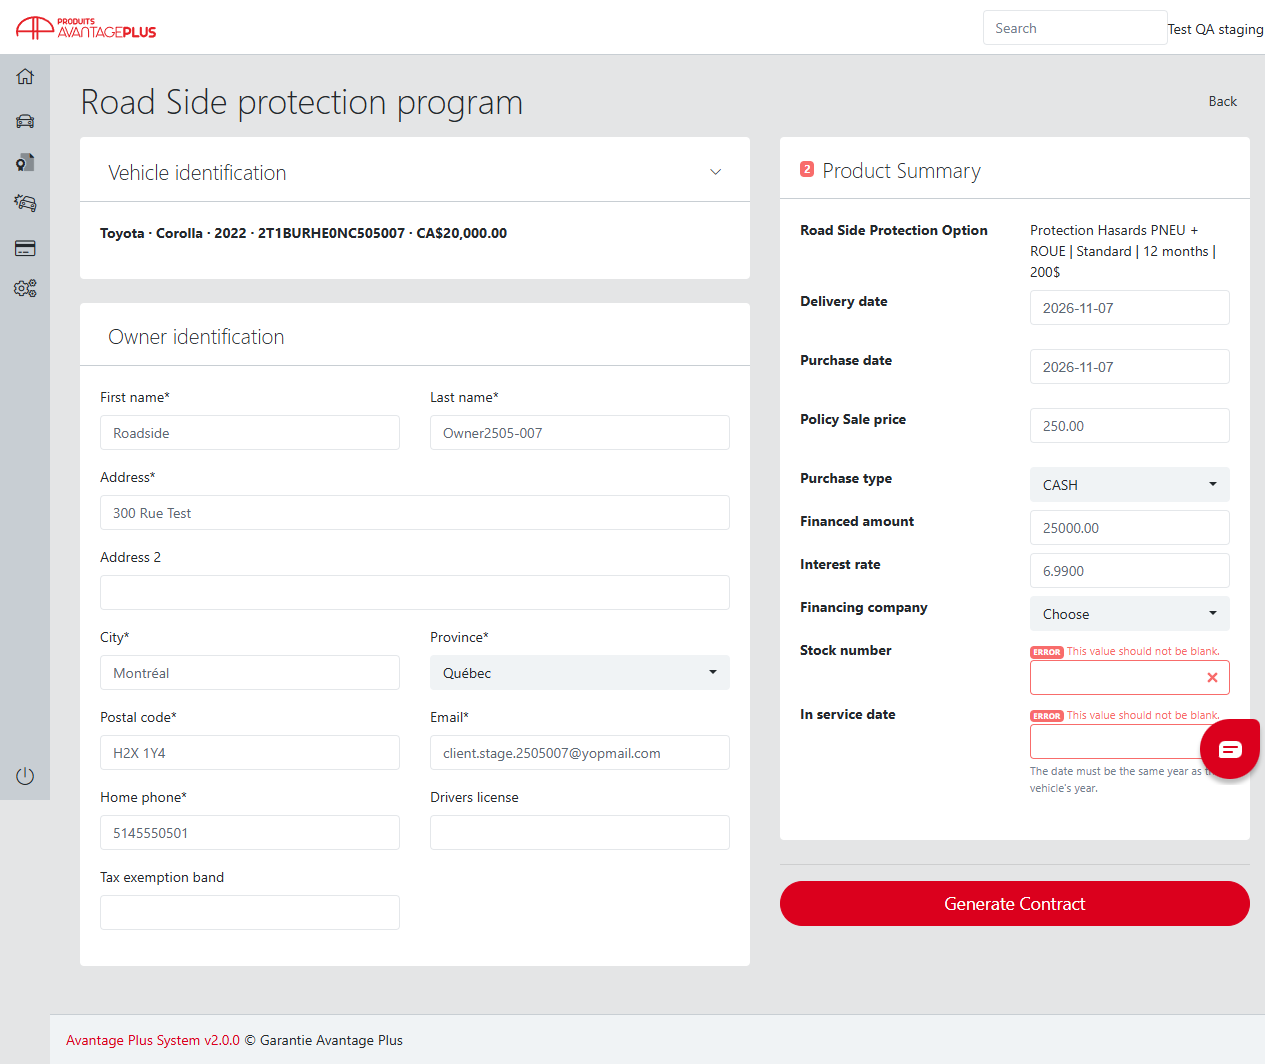 PRODUITS
AVANTAGEPLUS
Search
Test QA staging
Road Side protection program
Back
Vehicle identification
Toyota · Corolla · 2022 · 2T1BURHE0NC505007 · CA$20,000.00
Owner identification
First name*
Last name*
Roadside
Owner2505-007
Address*
300 Rue Test
Address 2
City*
Province*
Montréal
Québec
Postal code*
Email*
H2X 1Y4
client.stage.2505007@yopmail.com
Home phone*
Drivers license
5145550501
Tax exemption band
2 Product Summary
Road Side Protection Option
Protection Hasards PNEU +
ROUE | Standard | 12 months |
200$
Delivery date
2026-11-07
Purchase date
2026-11-07
Policy Sale price
250.00
Purchase type
CASH
Financed amount
25000.00
Interest rate
6.9900
Financing company
Choose
Stock number
ERROR This value should not be blank.
In service date
ERROR This value should not be blank.
The date must be the same year as
vehicle's year.
Generate Contract
Avantage Plus System v2.0.0 © Garantie Avantage Plus